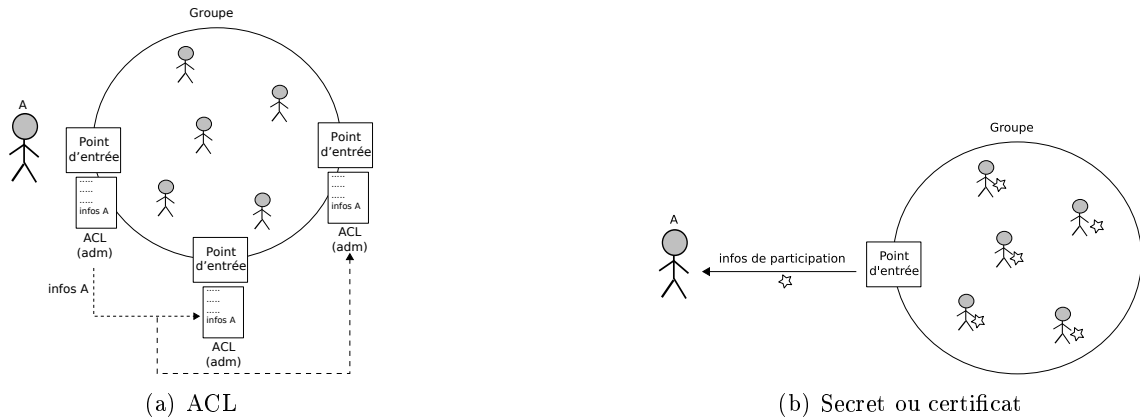 Groupe
A
Point
d'entrée
.....
.....
.....
infos A
ACL
(adm)
Point
d'entrée
.....
.....
.....
infos A
ACL
(adm)
Point
d'entrée
.....
.....
.....
infos A
ACL
(adm)
infos A
(a) ACL
Groupe
A
infos de participation
Point
d'entrée
(b) Secret ou certificat